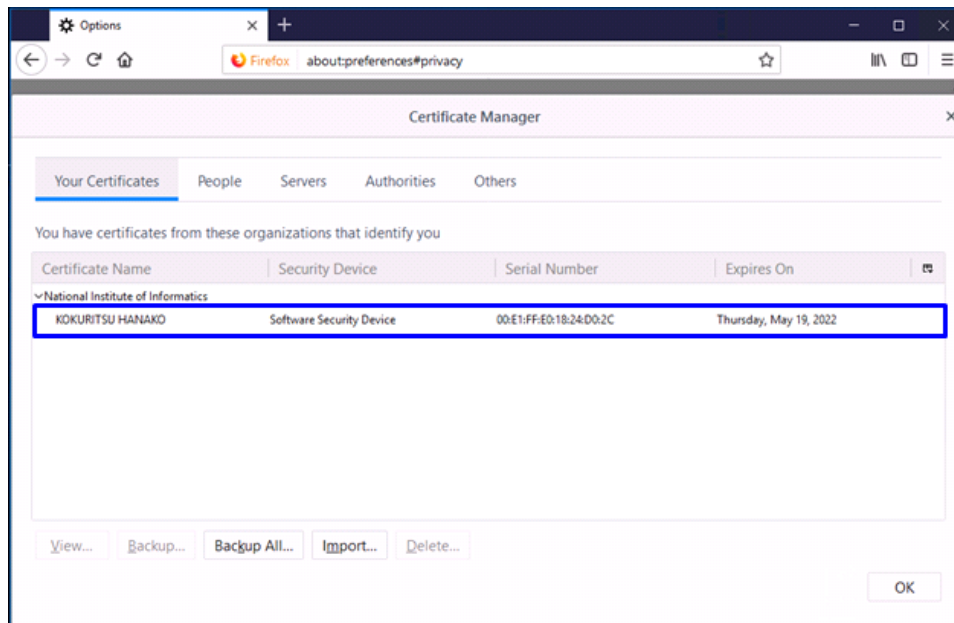 Options
Firefox about:preferences#privacy
Certificate Manager
Your Certificates People Servers Authorities Others
You have certificates from these organizations that identify you
Certificate Name Security Device Serial Number Expires On
National Institute of Informatics
KOKURITSU HANAKO Software Security Device 00:E1:FF:E0:18:24:D0:2C Thursday, May 19, 2022
View... Backup... Backup All... Import... Delete...
OK